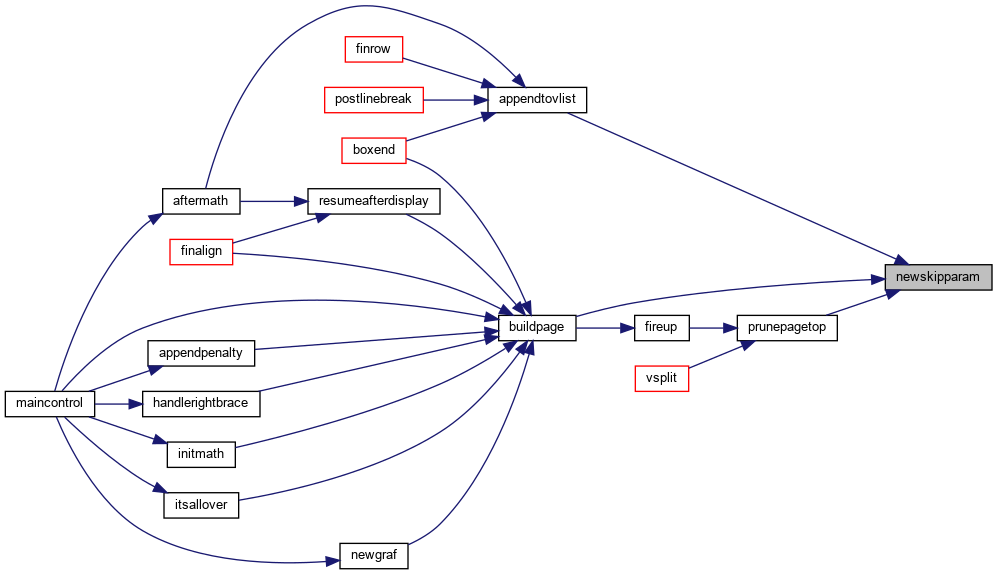 finrow
appendtovlist
postlinebreak
boxend
aftermath
resumeafterdisplay
finalign
newskipparam
buildpage
fireup
prunepagetop
appendpenalty
vsplit
maincontrol
handlerightbrace
initmath
itsallover
newgraf